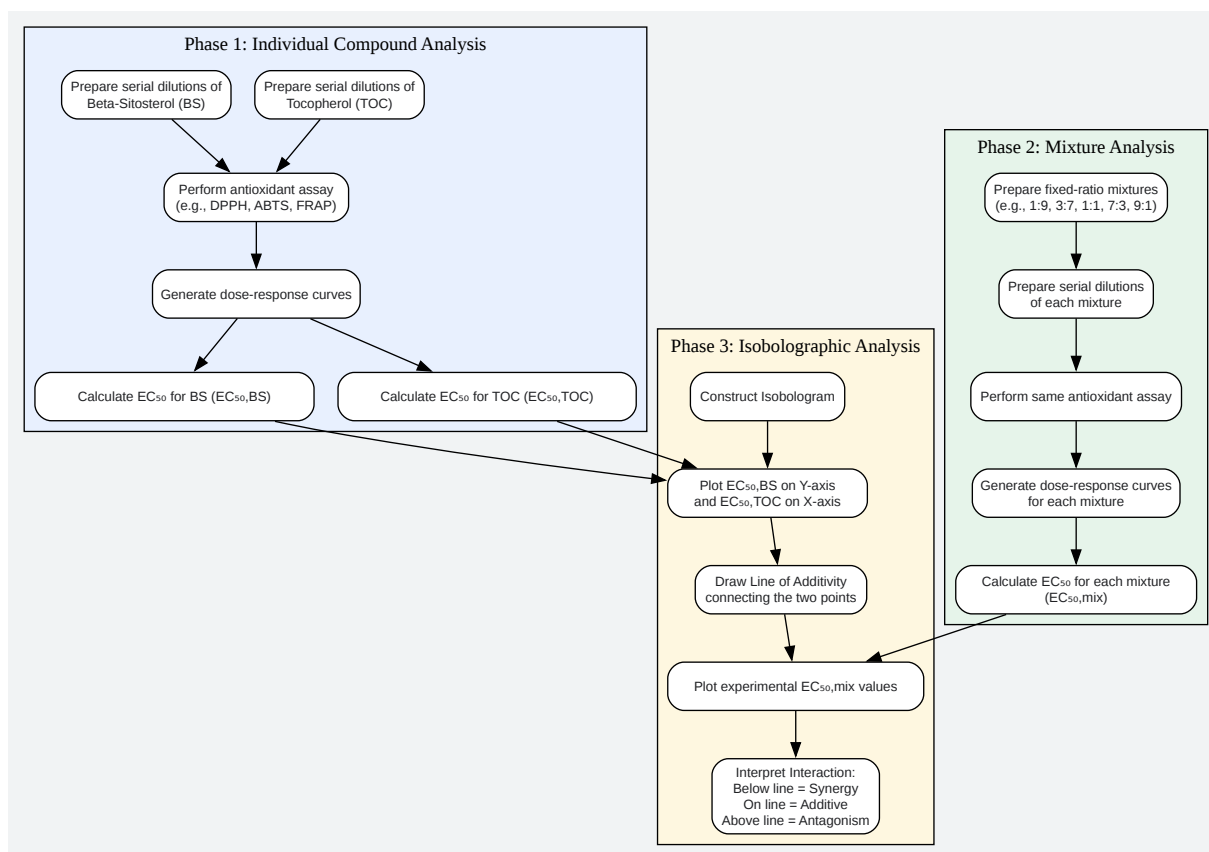 Phase 1: Individual Compound Analysis
Prepare serial dilutions of
Beta-Sitosterol (BS)
Prepare serial dilutions of
Tocopherol (TOC)
Perform antioxidant assay
(e.g., DPPH, ABTS, FRAP)
Generate dose-response curves
Calculate EC₅₀ for BS (EC₅₀,BS)
Calculate EC₅₀ for TOC (EC₅₀,TOC)
Phase 2: Mixture Analysis
Prepare fixed-ratio mixtures
(e.g., 1:9, 3:7, 1:1, 7:3, 9:1)
Prepare serial dilutions
of each mixture
Perform same antioxidant assay
Generate dose-response curves
for each mixture
Calculate EC₅₀ for each mixture
(EC₅₀,mix)
Phase 3: Isobolographic Analysis
Construct Isobologram
Plot EC₅₀,BS on Y-axis
and EC₅₀,TOC on X-axis
Draw Line of Additivity
connecting the two points
Plot experimental EC₅₀,mix values
Interpret Interaction:
Below line = Synergy
On line = Additive
Above line = Antagonism